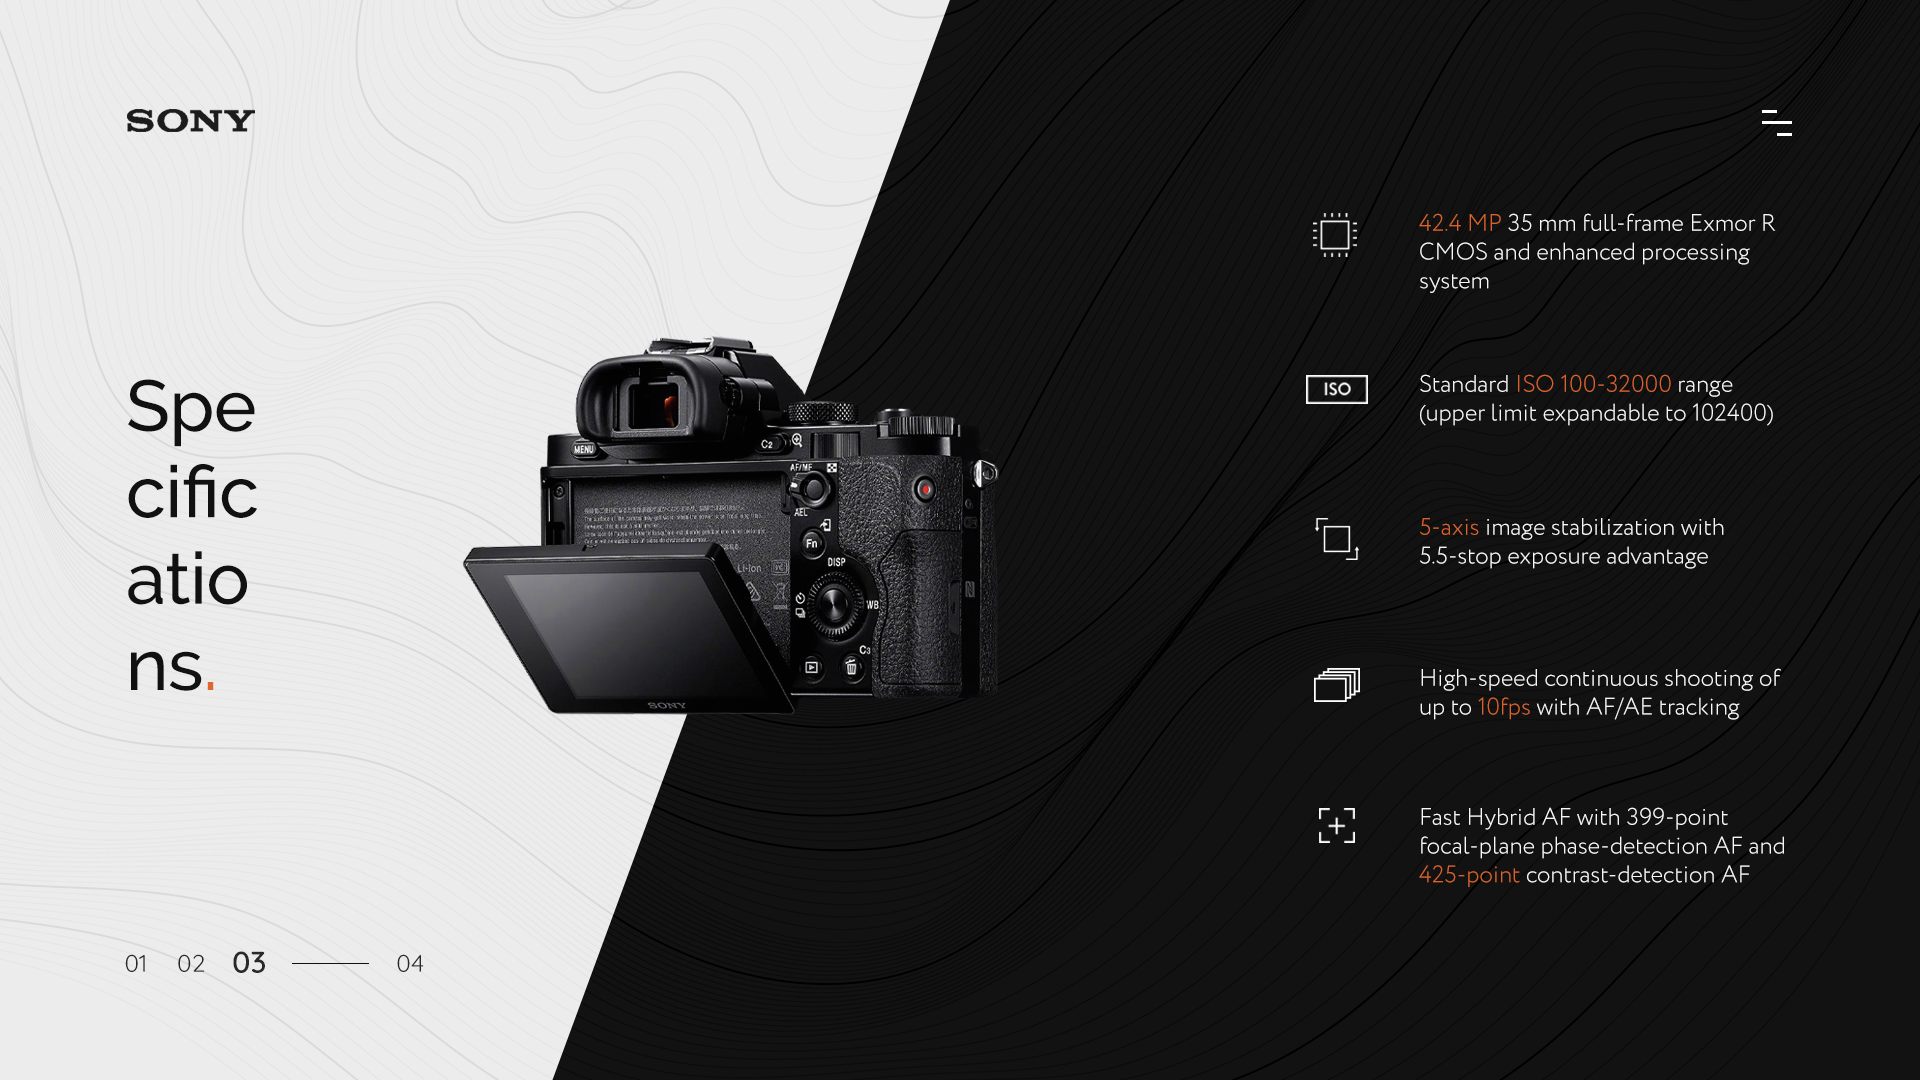 SONY
Spe
cific
atio
ns.
01 02 03 04
MENU
C2
AF/MF
AEL
Fn
Li-ion
DISP
WB
C3
SONY
42.4 MP 35 mm full-frame Exmor R
CMOS and enhanced processing
system
ISO
Standard ISO 100-32000 range
(upper limit expandable to 102400)
5-axis image stabilization with
5.5-stop exposure advantage
High-speed continuous shooting of
up to 10fps with AF/AE tracking
Fast Hybrid AF with 399-point
focal-plane phase-detection AF and
425-point contrast-detection AF